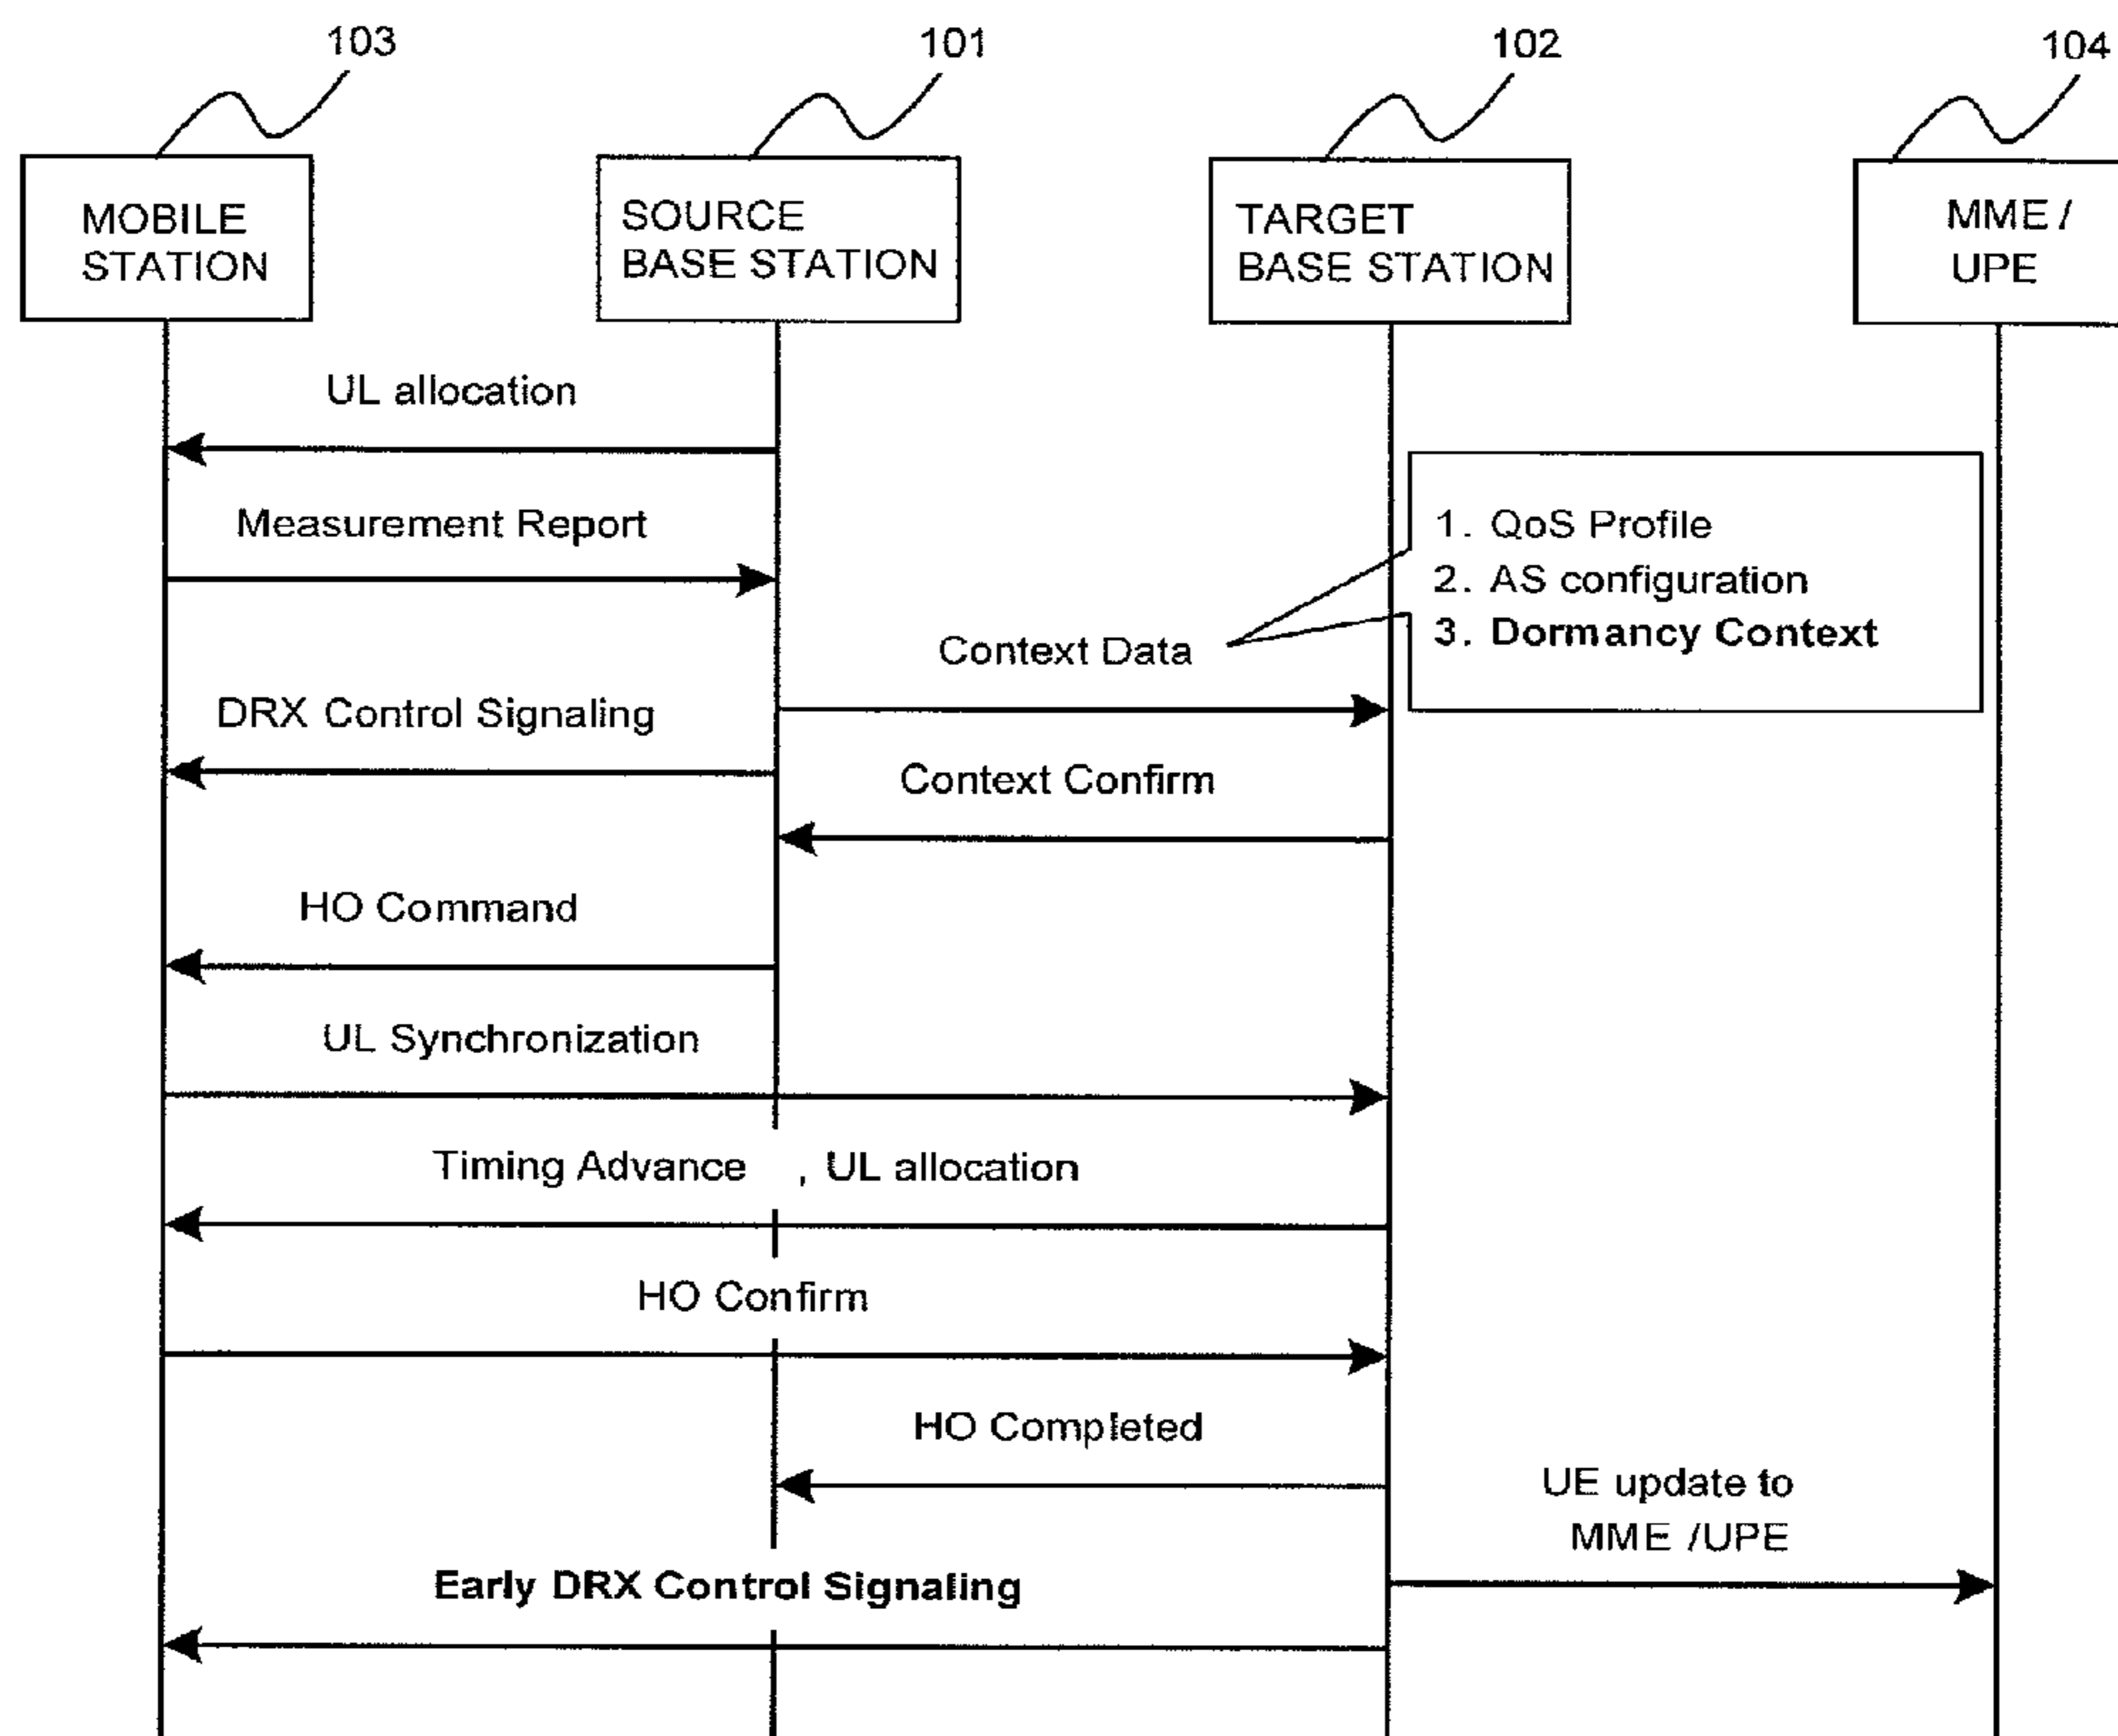 103
101
102
104
MOBILE
STATION
SOURCE
BASE STATION
TARGET
BASE STATION
MME /
UPE
UL allocation
Measurement Report
1. QoS Profile
2. AS configuration
3. Dormancy Context
Context Data
DRX Control Signaling
Context Confirm
HO Command
UL Synchronization
Timing Advance , UL allocation
HO Confirm
HO Completed
UE update to
MME /UPE
Early DRX Control Signaling